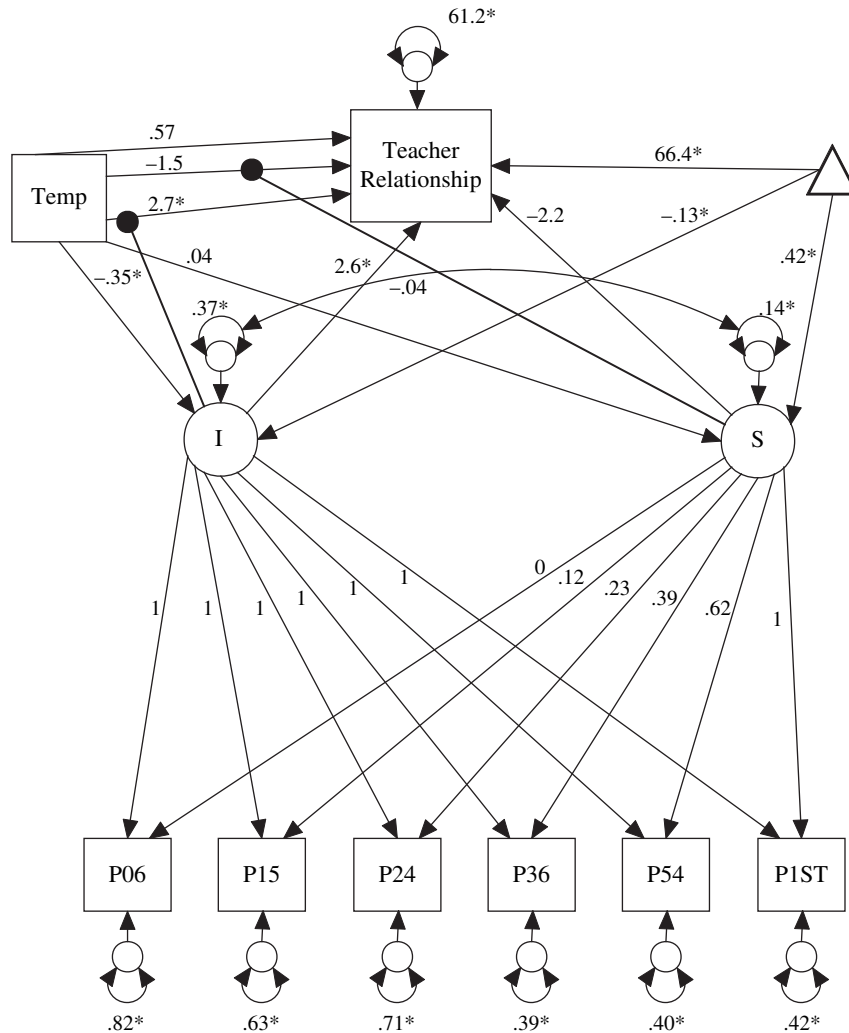 61.2*
.57
Teacher
Relationship
66.4*
–1.5
Temp
2.7*
–2.2
–.13*
.04
2.6*
.42*
–.35*
–.04
.37*
.14*
I
S
0
.12
1
1
1
1
1
1
.23
.39
.62
1
P06
P15
P24
P36
P54
P1ST
.82*
.63*
.71*
.39*
.40*
.42*